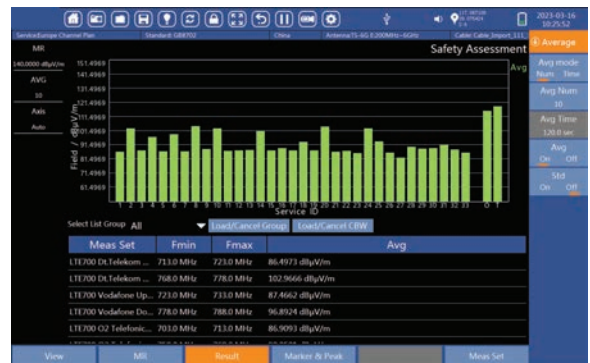 2023-03-16
10:25:52
Service:Europe Channel Plan Standard: GB8702 China Antenna:TS-6G E:200MHz~6GHz Cable: Cable_Import_111_
MR
140.0000 dBμV/m
AVG
10
Axis
Auto
Safety Assessment
Avg
Field / dBμV/m
151.4969
141.4969
131.4969
121.4969
101.4969
91.4969
81.4969
71.4969
61.4969
1 2 3 4 5 6 7 8 9 10 11 12 13 14 15 16 17 18 19 20 21 22 23 24 25 26 27 28 29 30 31 32 33 O T
Service ID
Select List Group All Load/Cancel Group Load/Cancel CBW
Meas Set Fmin Fmax Avg
LTE700 Dt.Telekom ... 713.0 MHz 723.0 MHz 86.4973 dBμV/m
LTE700 Dt.Telekom ... 768.0 MHz 778.0 MHz 102.9666 dBμV/m
LTE700 Vodafone Up... 723.0 MHz 733.0 MHz 87.4662 dBμV/m
LTE700 Vodafone Do... 778.0 MHz 788.0 MHz 96.8924 dBμV/m
LTE700 O2 Telefonic... 703.0 MHz 713.0 MHz 86.9093 dBμV/m
Average
Avg mode
Num Time
Avg Num
10
Avg Time
120.0 sec
Avg
On Off
Std
On Off
View MR Result Marker & Peak Meas Set